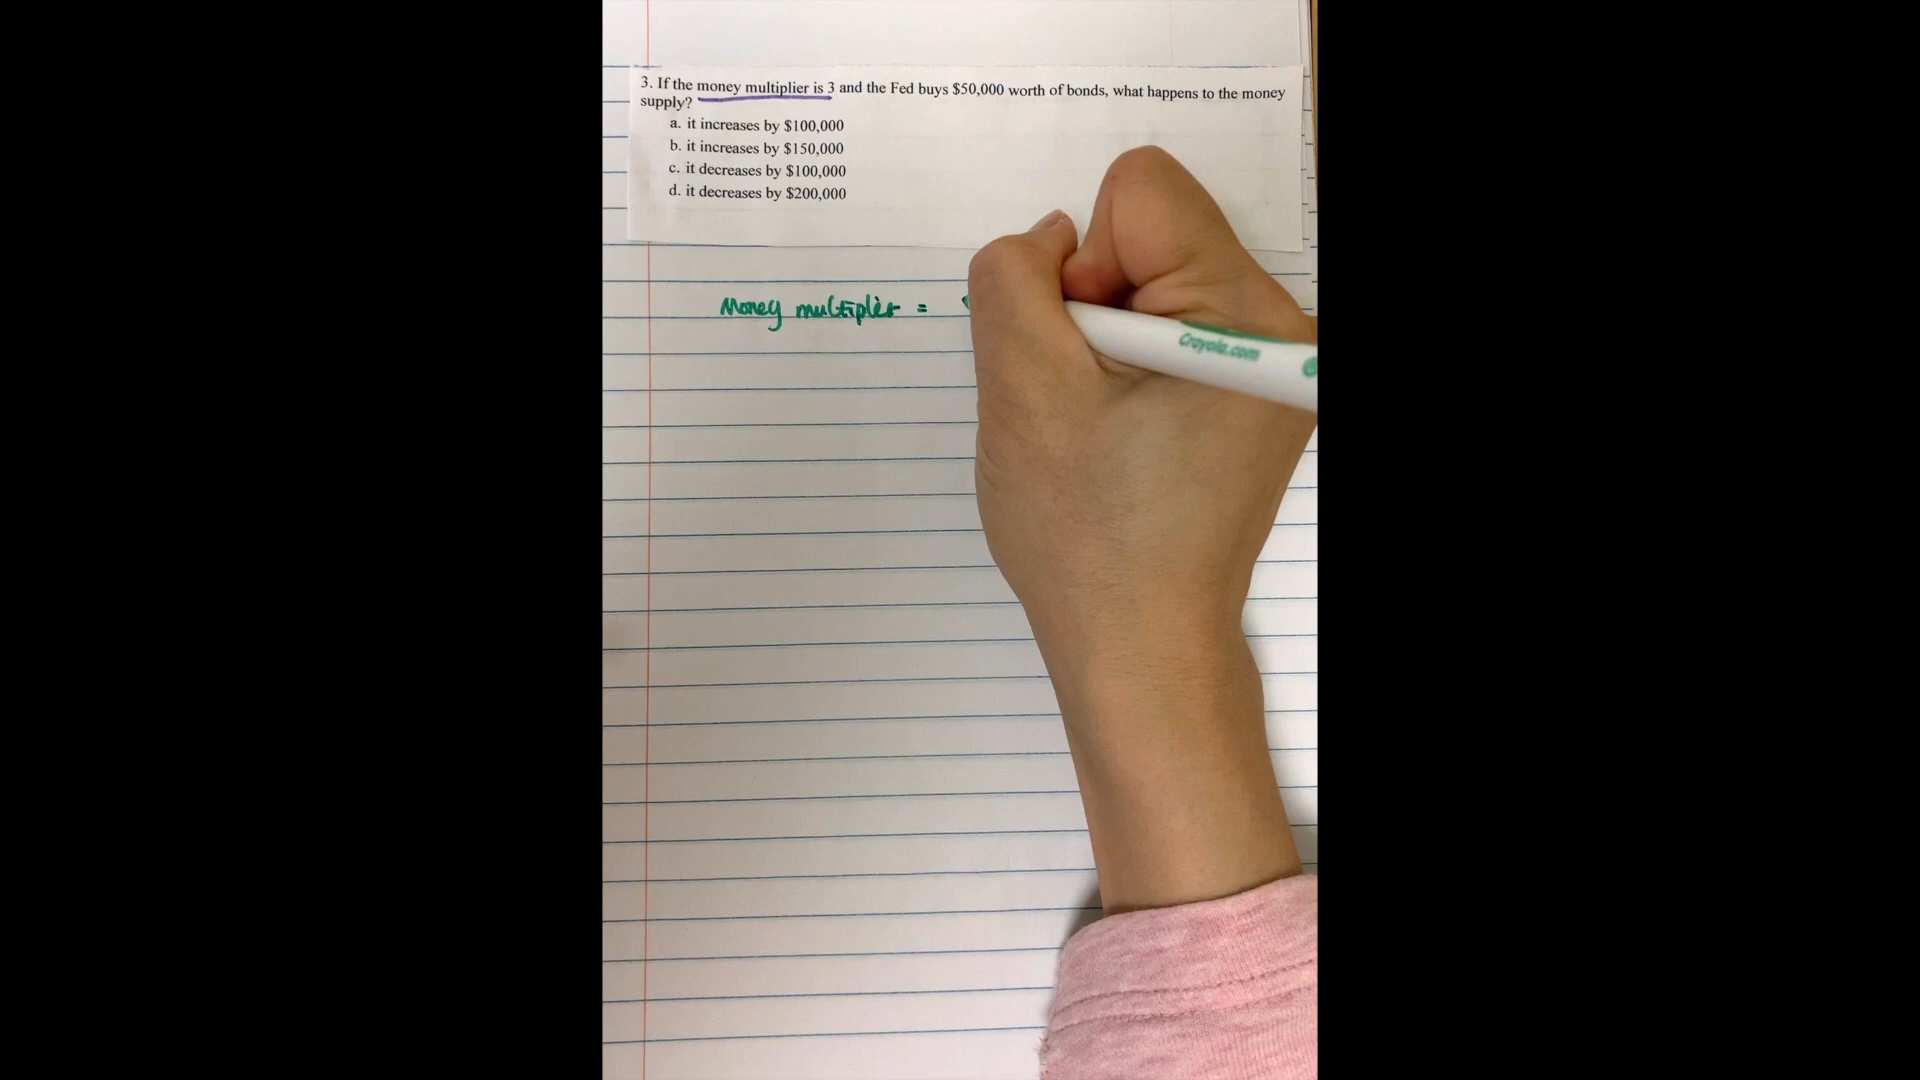 3. If the money multiplier is 3 and the Fed buys $50,000 worth of bonds, what happens to the money
supply?
a. it increases by $100,000
b. it increases by $150,000
c. it decreases by $100,000
d. it decreases by $200,000
Money multiplier =
Crayola.com